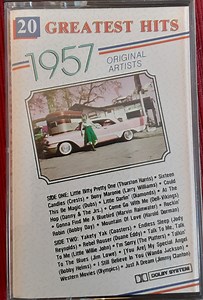 20 GREATEST HITS
1957
ORIGINAL
ARTISTS
SIDE ONE: Little Bitty Pretty One (Thurston Harris) • Sixteen
Candles (Crests) • Bony Maronie (Larry Williams) • Could
This Be Magic (Dubs) • Little Darlin' (Diamonds) • At The
Hop (Danny & The Jr's) • Come Go With Me (Dell-Vikings)
• Gonna Find Me A Bluebird (Marvin Rainwater) • Rockin'
Robin (Bobby Day) • Mountain Of Love (Harold Dorman)
SIDE TWO: Yakety Yak (Coasters) • Endless Sleep (Jody
Reynolds) • Rebel Rouser (Duane Eddy) • Talk To Me, Talk
To Me (Little Willie John) • I'm Sorry (The Platters) • Talkin'
To The Blues (Jim Lowe) • (You Are) My Special Angel
(Bobby Helms) • I Still Believe In You (Wanda Jackson) •
Western Movies (Olympics) • Just A Dream (Jimmy Clanton)
DOLBY SYSTEM